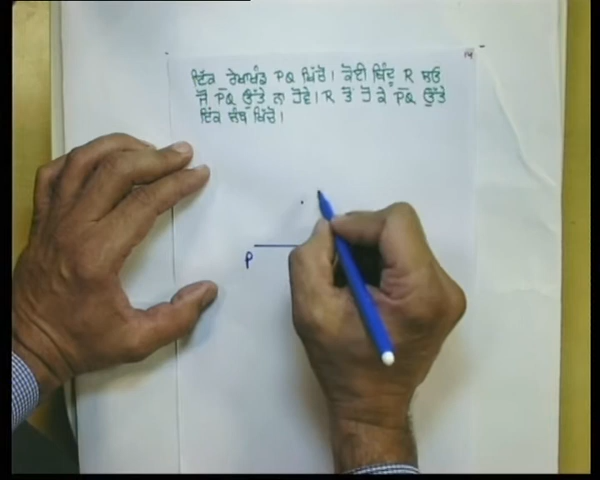 ਇੱਕ ਰੇਖਾਖੰਡ PQ ਖਿੱਚੋ। ਕੋਈ ਬਿੰਦੂ R ਲਓ
ਜੋ PQ ਉੱਤੇ ਨਾ ਹੋਵੇ। R ਤੋਂ ਹੋ ਕੇ PQ ਉੱਤੇ
ਇੱਕ ਲੰਬ ਖਿੱਚੋ।
P